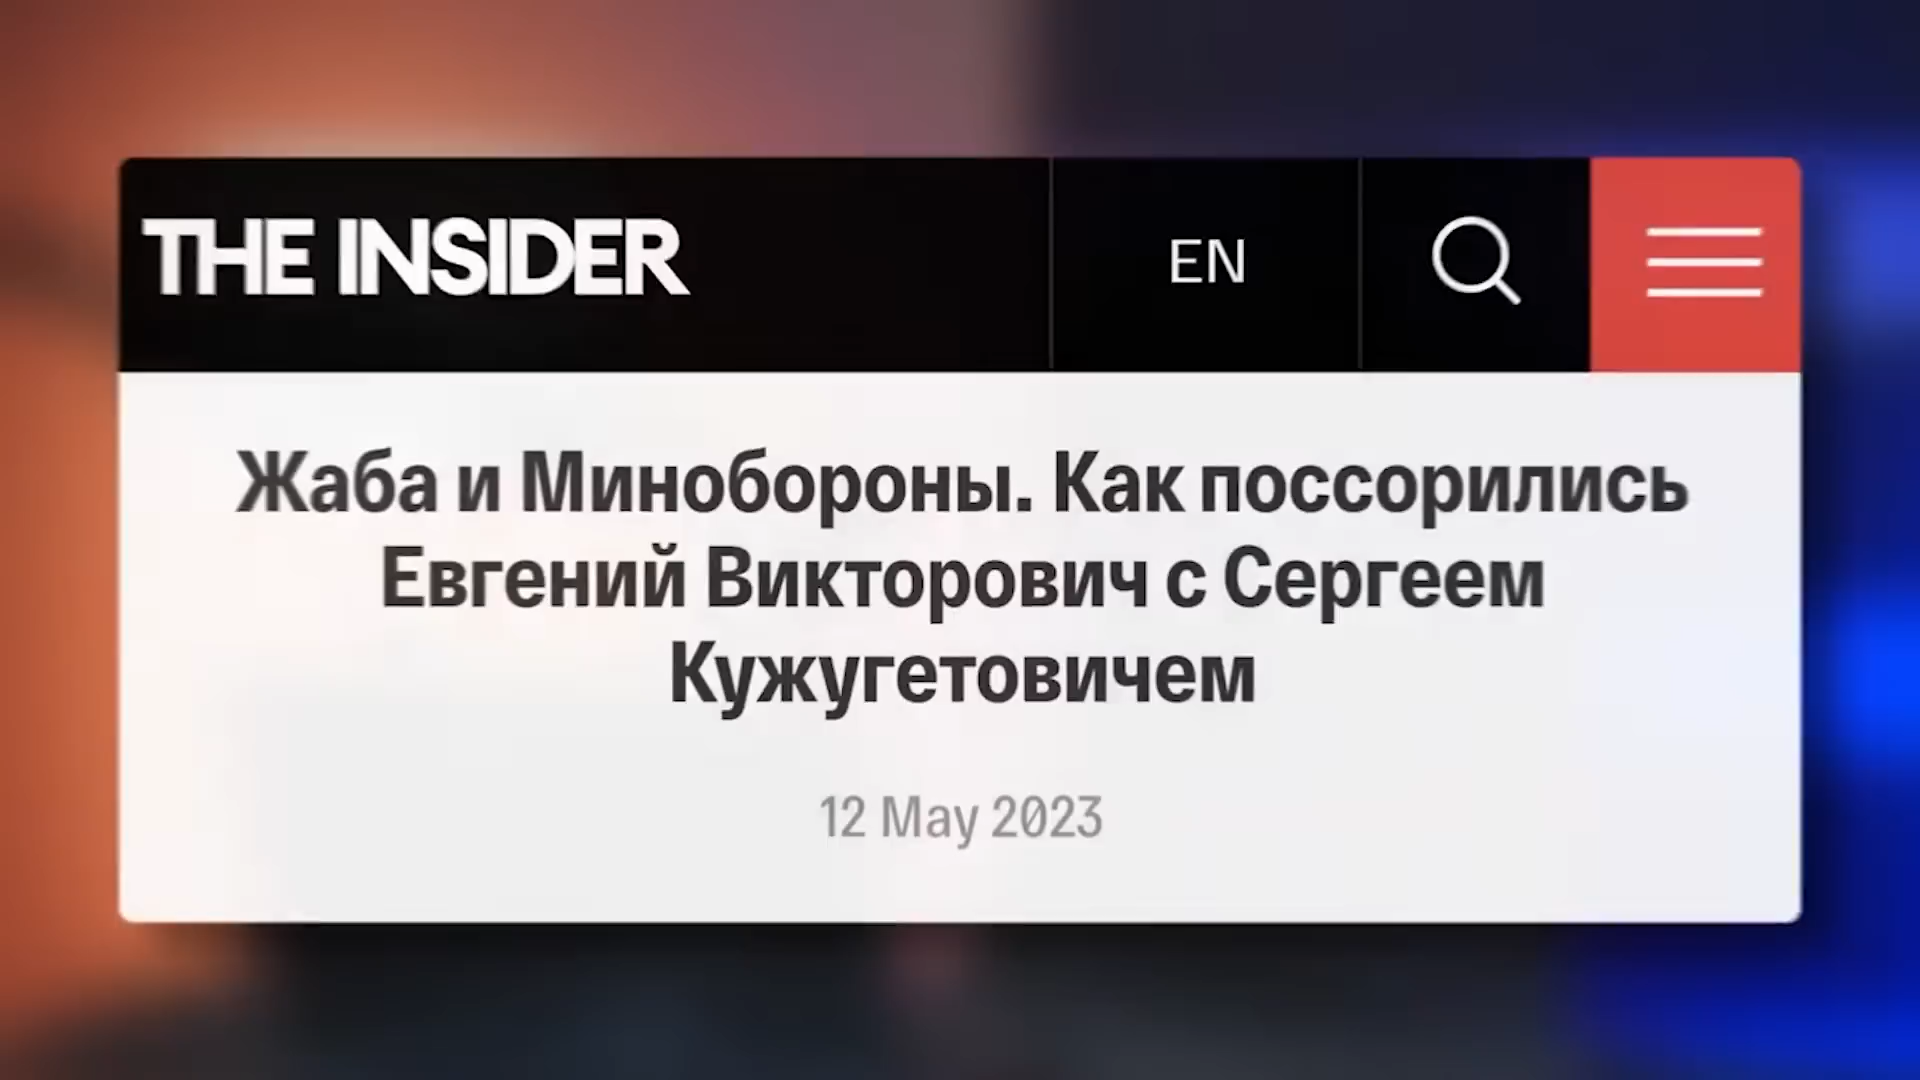 THE INSIDER
EN
Жаба и Минобороны. Как поссорились
Евгений Викторович с Сергеем
Кужугетовичем
12 May 2023